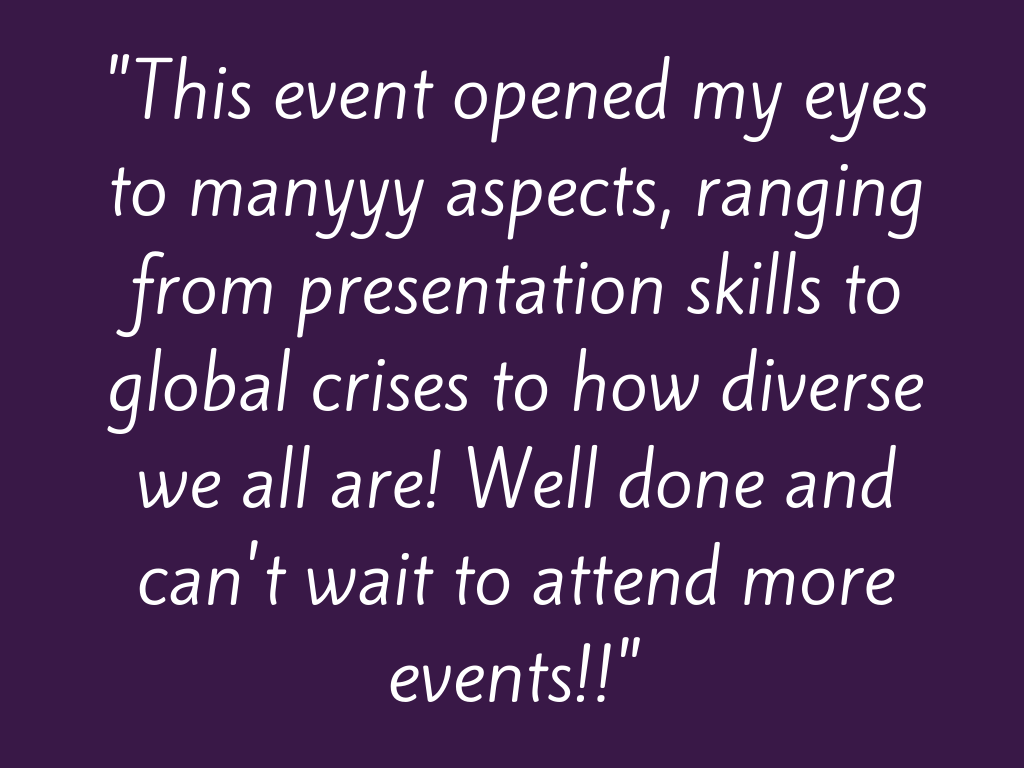 "This event opened my eyes
to manyyy aspects, ranging
from presentation skills to
global crises to how diverse
we all are! Well done and
can't wait to attend more
events!!"